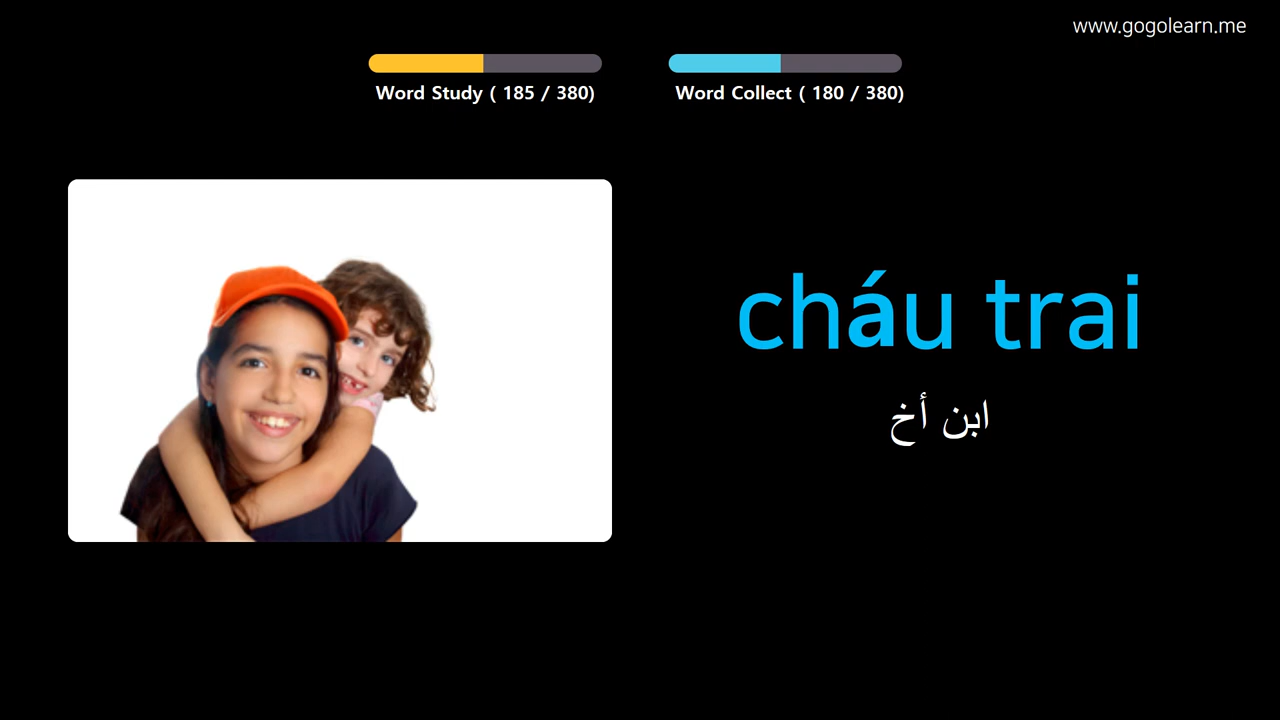 www.gogolearn.me
Word Study ( 185 / 380)
Word Collect ( 180 / 380)
cháu trai
ابن أخ